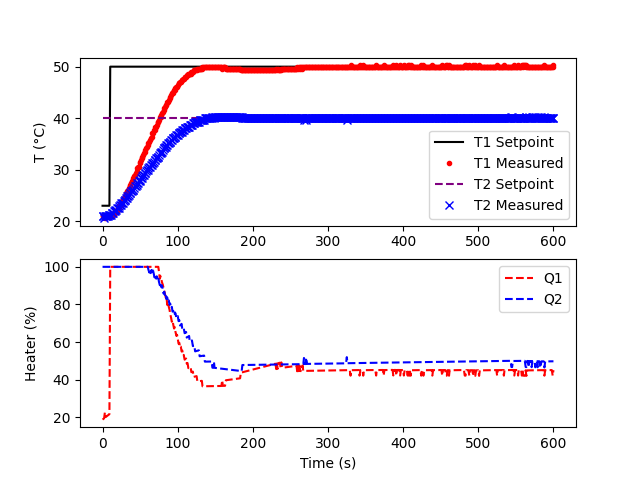 50
40
30
20
T (°C)
T1 Setpoint
T1 Measured
T2 Setpoint
T2 Measured
0 100 200 300 400 500 600
100
80
60
40
20
Heater (%)
Q1
Q2
0 100 200 300 400 500 600
Time (s)